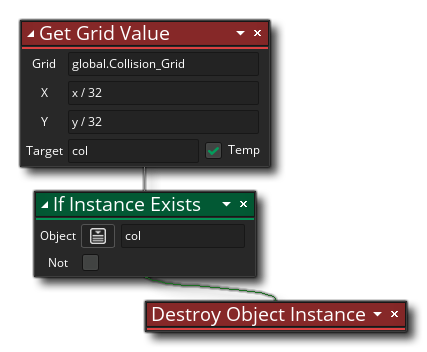 Get Grid Value
Grid global.Collision_Grid
X x / 32
Y y / 32
Target col Temp
If Instance Exists
Object col
Not
Destroy Object Instance